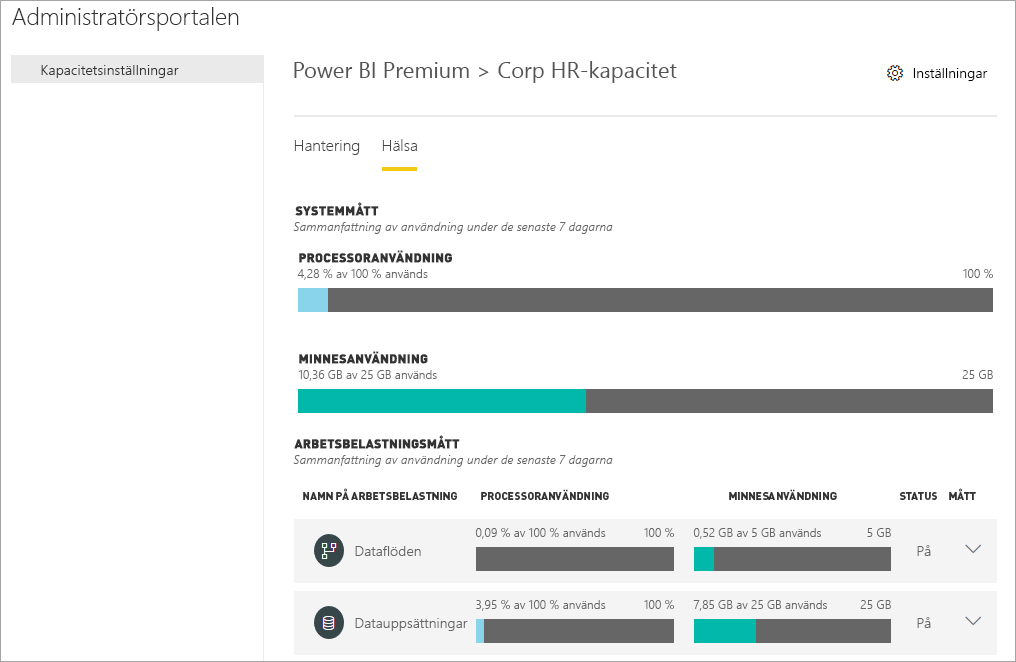 Administratörsportalen
Kapacitetsinställningar
Power BI Premium > Corp HR-kapacitet
Inställningar
Hantering Hälsa
SYSTEMMÅTT
Sammanfattning av användning under de senaste 7 dagarna
PROCESSORANVÄNDNING
4,28 % av 100 % används 100 %
MINNESANVÄNDNING
10,36 GB av 25 GB används 25 GB
ARBETSBELASTNINGSMÅTT
Sammanfattning av användning under de senaste 7 dagarna
NAMN PÅ ARBETSBELASTNING PROCESSORANVÄNDNING MINNESANVÄNDNING STATUS MÅTT
0,09 % av 100 % används 100 % 0,52 GB av 5 GB används 5 GB
Dataflöden På
3,95 % av 100 % används 100 % 7,85 GB av 25 GB används 25 GB
Datauppsättningar På